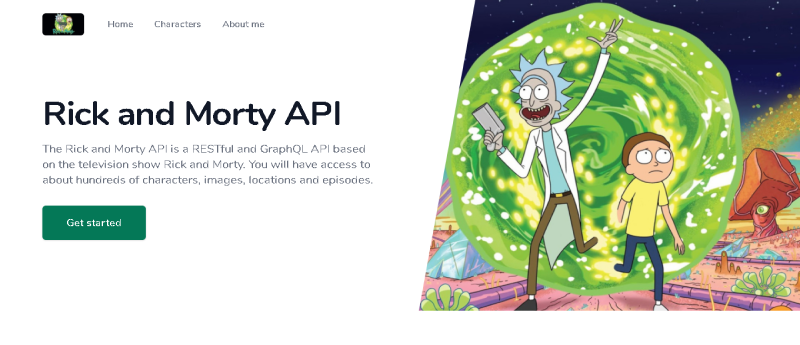 Home Characters About me
Rick and Morty API
The Rick and Morty API is a RESTful and GraphQL API based
on the television show Rick and Morty. You will have access to
about hundreds of characters, images, locations and episodes.
Get started